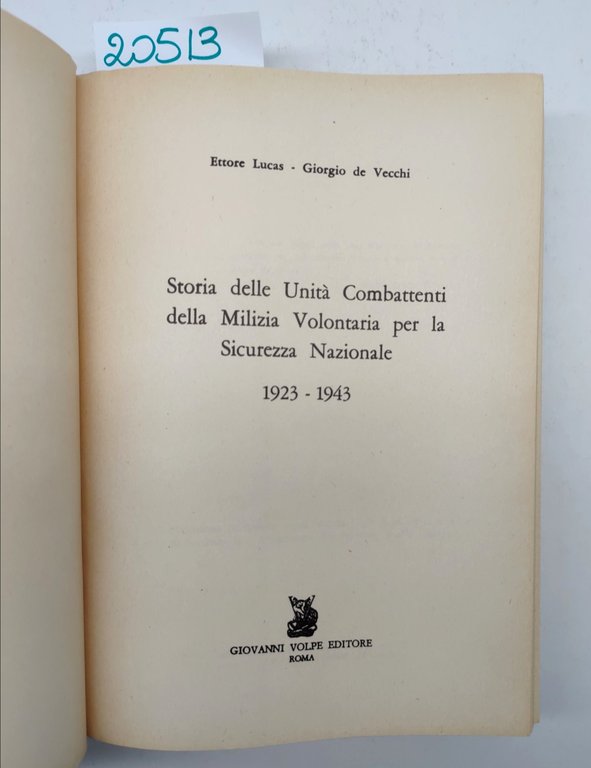 20513
Ettore Lucas - Giorgio de Vecchi
Storia delle Unità Combattenti
della Milizia Volontaria per la
Sicurezza Nazionale
1923 - 1943
GIOVANNI VOLPE EDITORE
ROMA